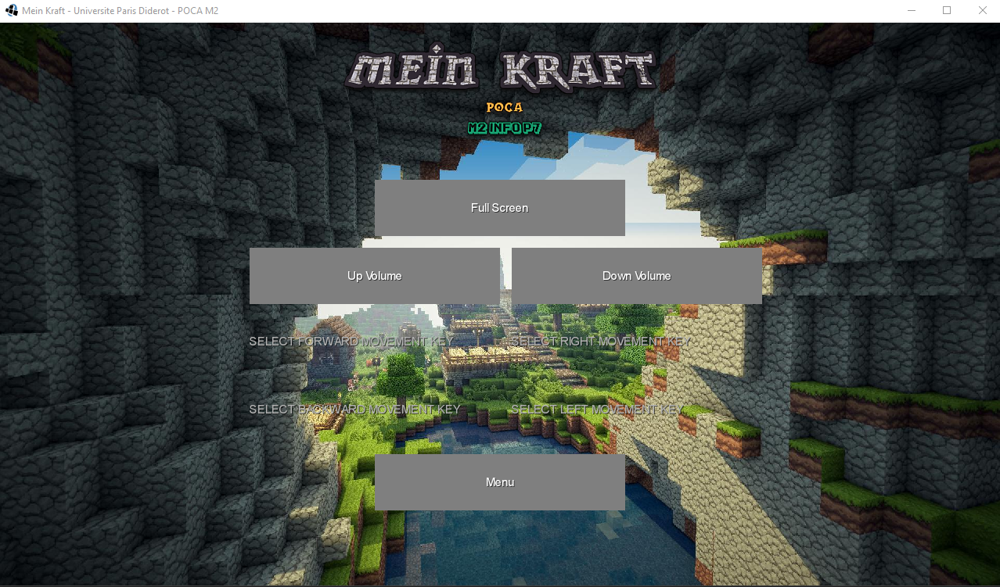 Mein Kraft - Universite Paris Diderot - POCA M2
MEIN KRAFT
POCA
M2 INFO P7
Full Screen
Up Volume
Down Volume
SELECT FORWARD MOVEMENT KEY
SELECT RIGHT MOVEMENT KEY
SELECT BACKWARD MOVEMENT KEY
SELECT LEFT MOVEMENT KEY
Menu